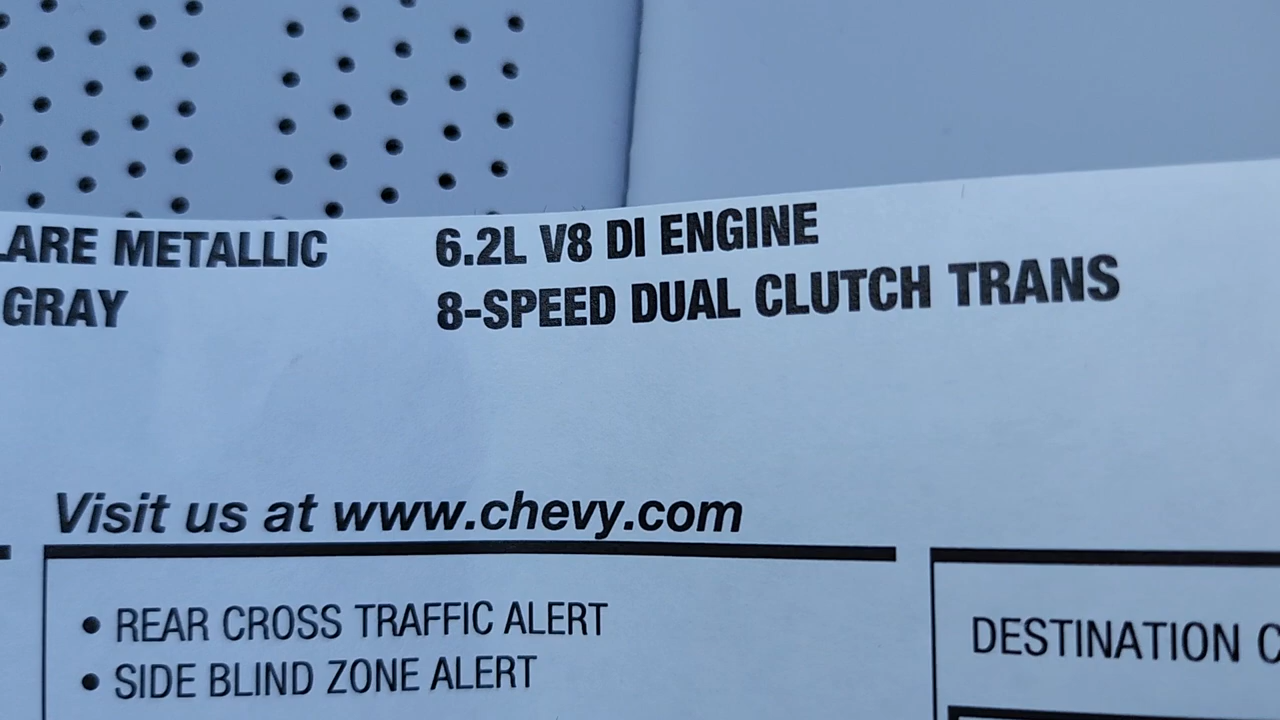 METALLIC 6.2L V8 DI ENGINE
GRAY 8-SPEED DUAL CLUTCH TRANS
Visit us at www.chevy.com
• REAR CROSS TRAFFIC ALERT
• SIDE BLIND ZONE ALERT
DESTINATION